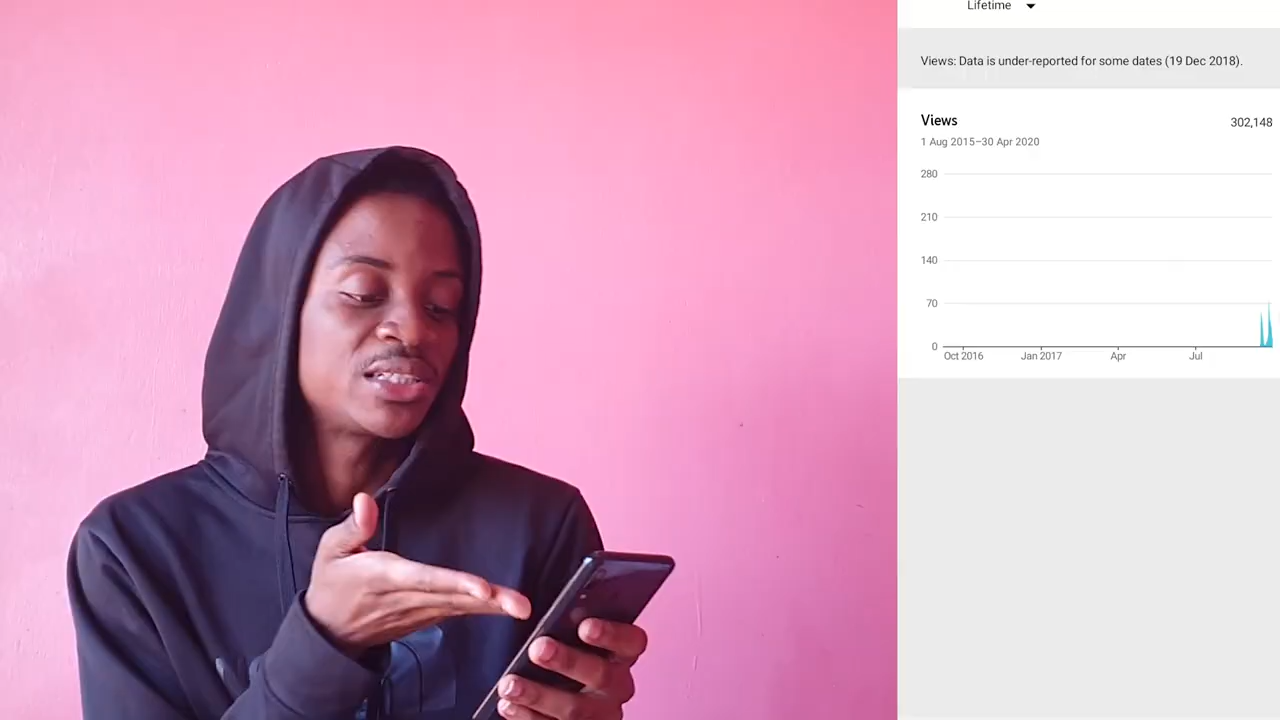 Lifetime
Views: Data is under-reported for some dates (19 Dec 2018).
Views
302,148
1 Aug 2015–30 Apr 2020
280
210
140
70
0
Oct 2016
Jan 2017
Apr
Jul